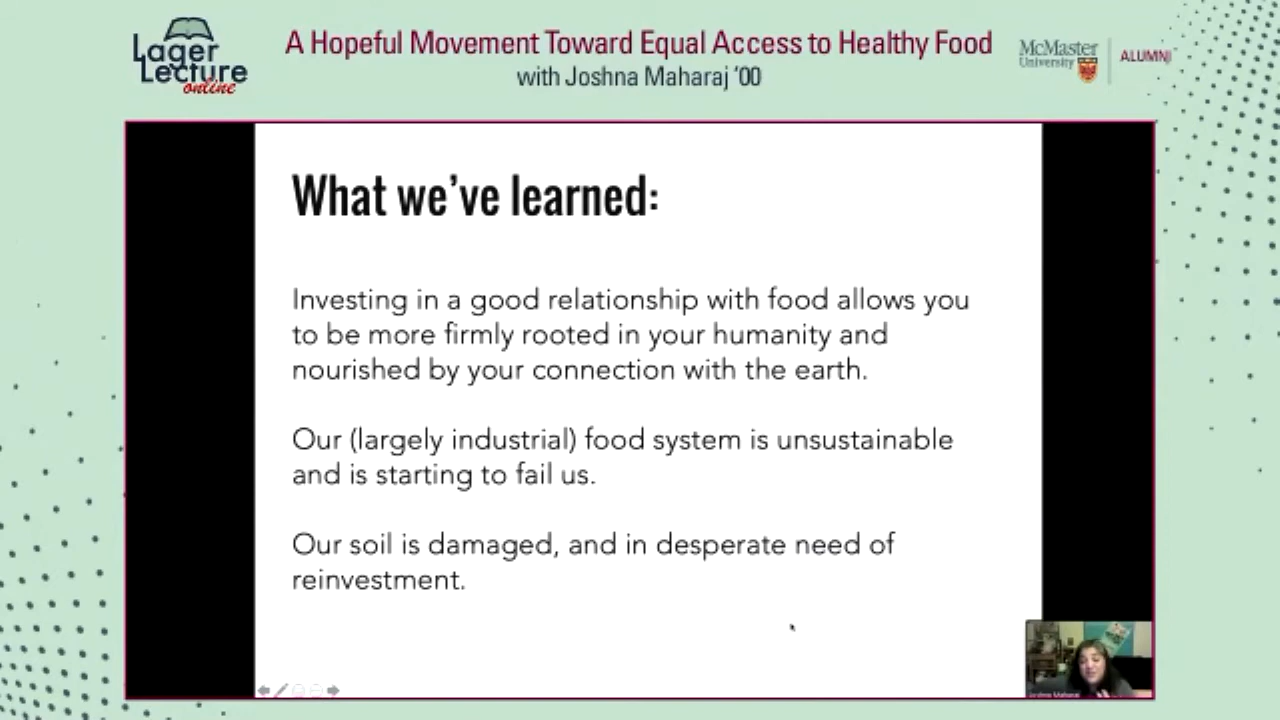 Lager
Lecture
online
A Hopeful Movement Toward Equal Access to Healthy Food
with Joshna Maharaj ‘00
McMaster
University
ALUMNI
What we’ve learned:
Investing in a good relationship with food allows you
to be more firmly rooted in your humanity and
nourished by your connection with the earth.
Our (largely industrial) food system is unsustainable
and is starting to fail us.
Our soil is damaged, and in desperate need of
reinvestment.
Joshna Maharaj